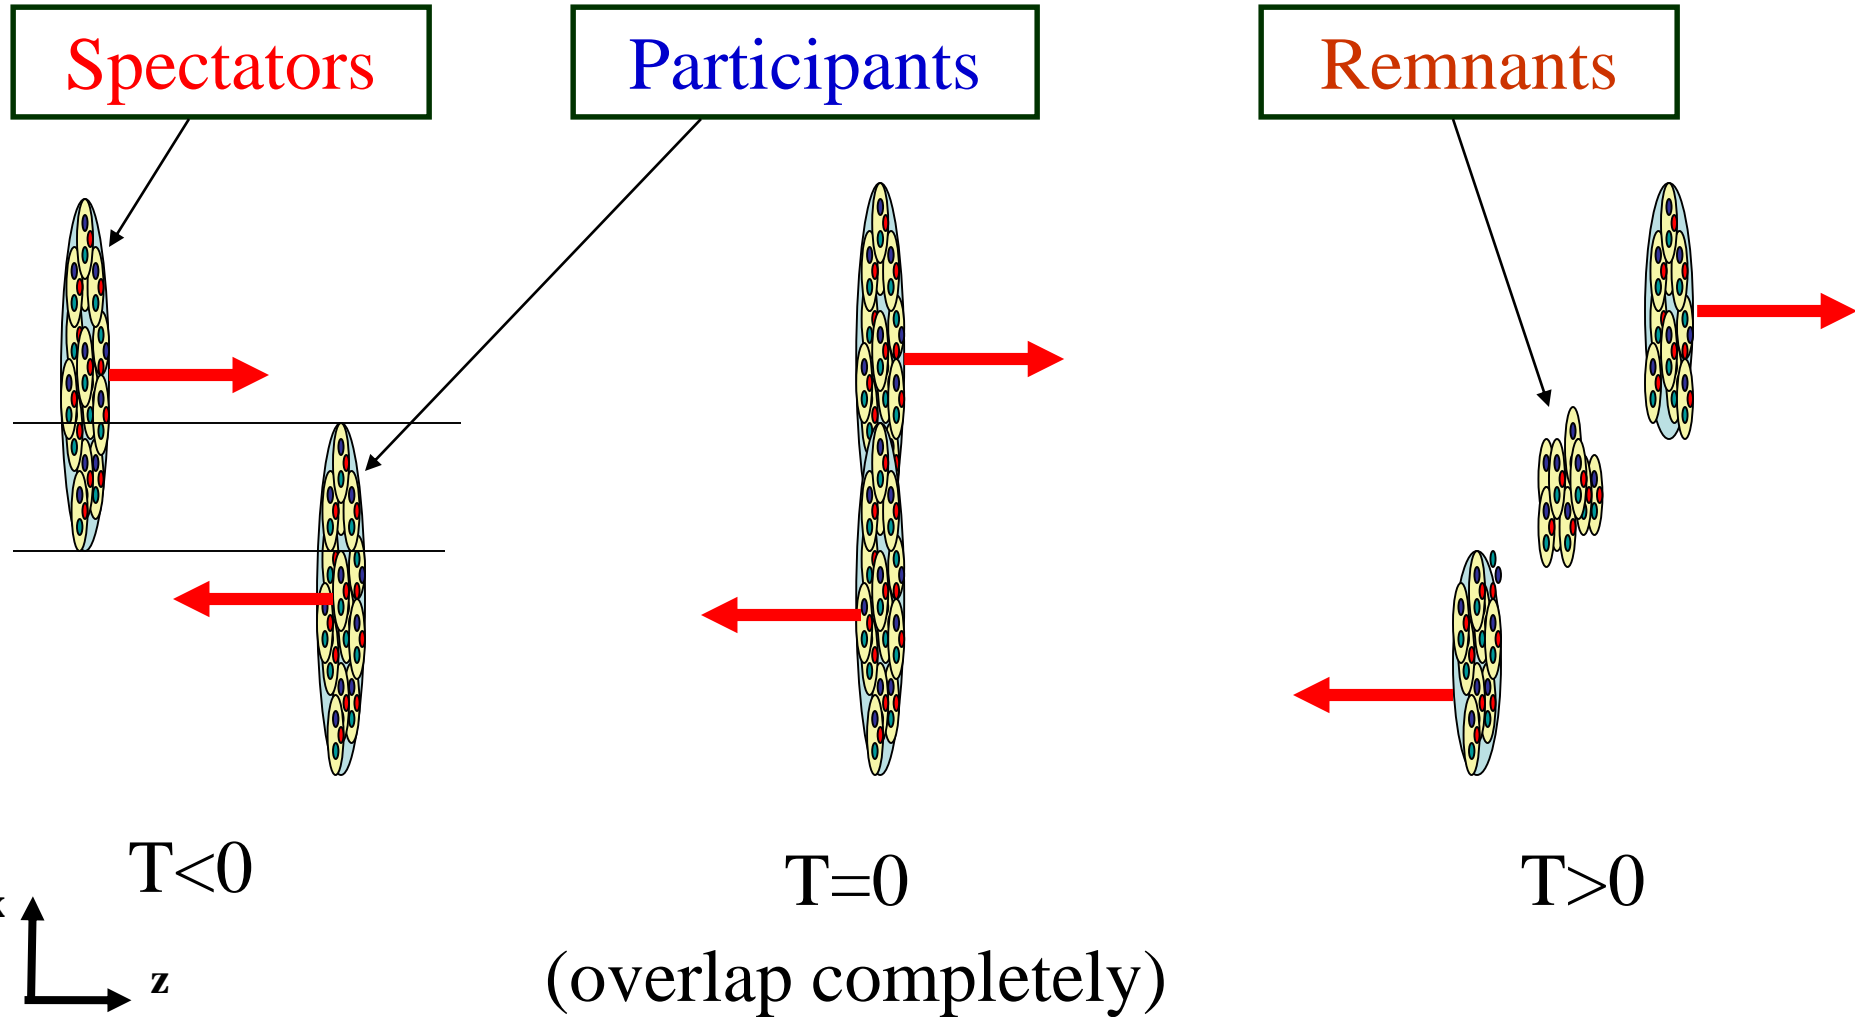 Spectators
Participants
Remnants
T<0
T=0
T>0
(overlap completely)
z